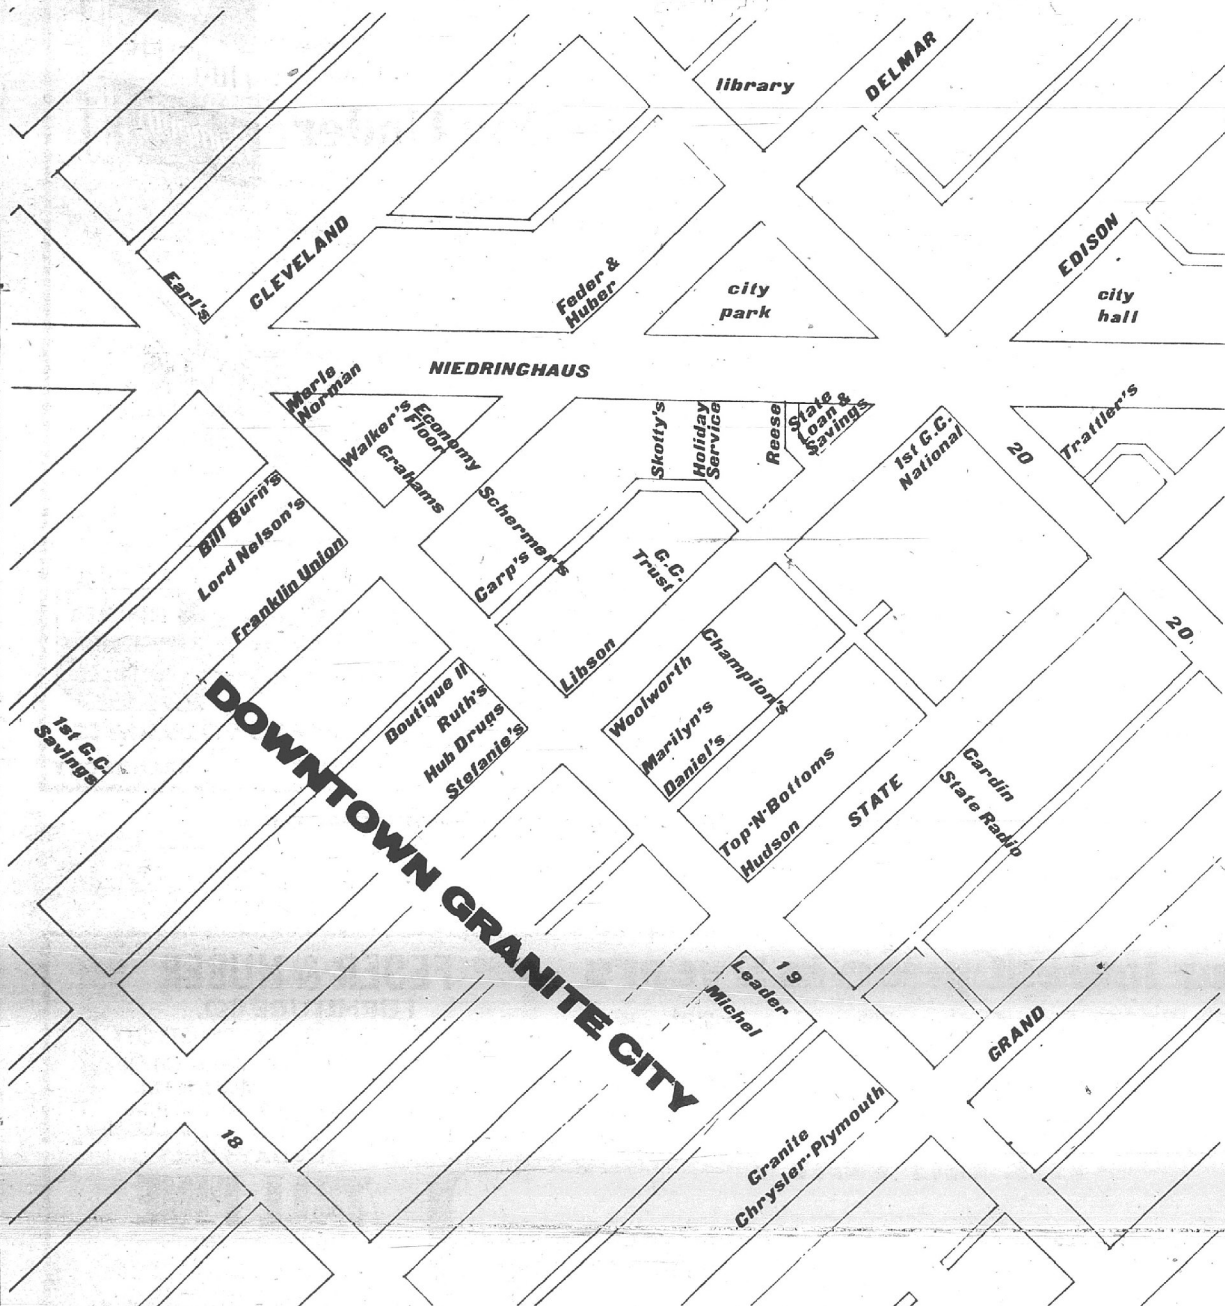 library
DELMAR
Earl's
CLEVELAND
Feder &
Huber
city
park
EDISON
city
hall
NIEDRINGHAUS
Merle
Norman
Walker's
Economy
Floor
Grahams
Skotty's
Holiday
Service
Reese
State
Loan &
Savings
1st G.C.
National
20
Trattler's
Bill Burn's
Lord Nelson's
Franklin Union
Schermer's
Carp's
G.C.
Trust
Libson
20
1st G.C.
Savings
Boutique II
Ruth's
Hub Drugs
Stefanie's
Woolworth
Champion's
Marilyn's
Daniel's
Top-N-Bottoms
Hudson
STATE
Cardin
State Radio
DOWNTOWN GRANITE CITY
19
Leader
Michel
GRAND
18
Granite
Chrysler-Plymouth